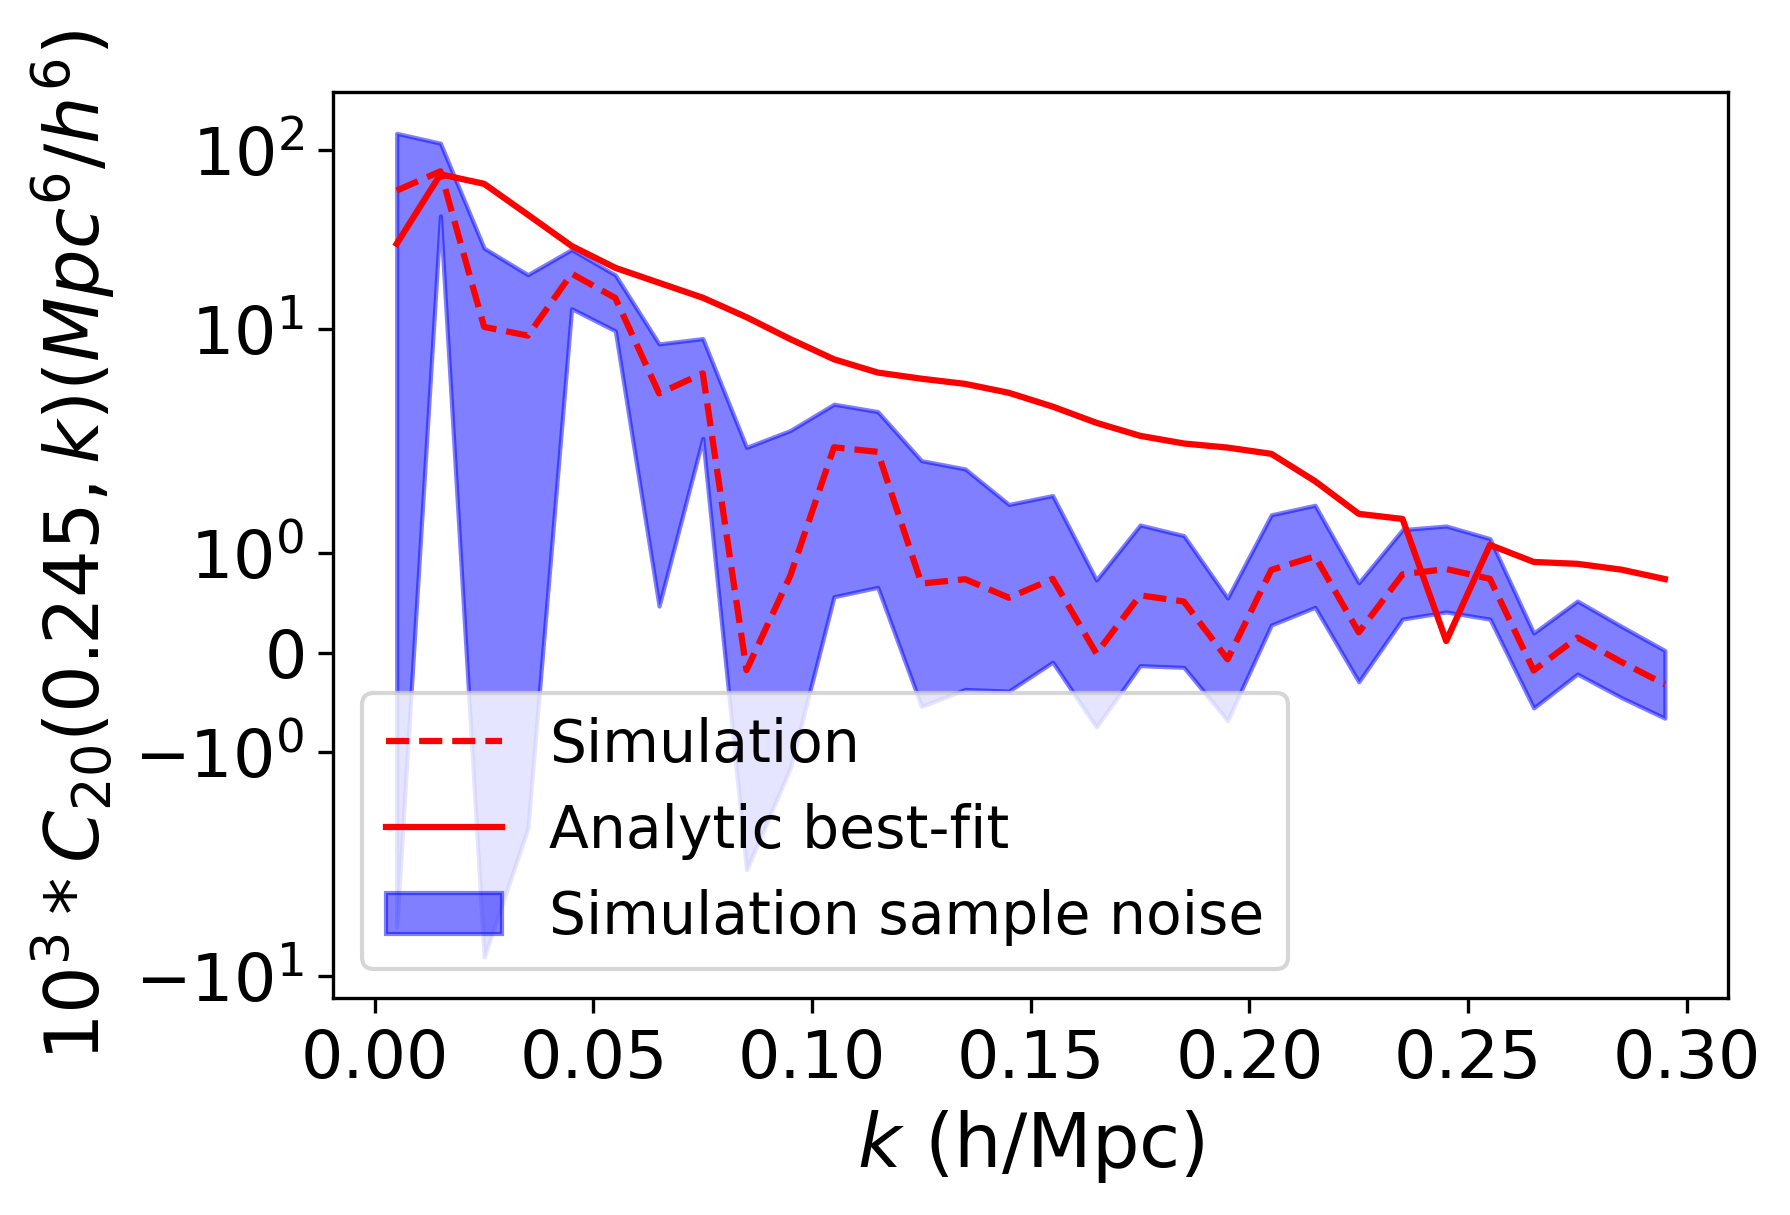 10³ * C₂₀(0.245, k)(Mpc⁶/h⁶)
10²
10¹
10⁰
0
−10⁰
−10¹
Simulation
Analytic best-fit
Simulation sample noise
0.00 0.05 0.10 0.15 0.20 0.25 0.30
k (h/Mpc)